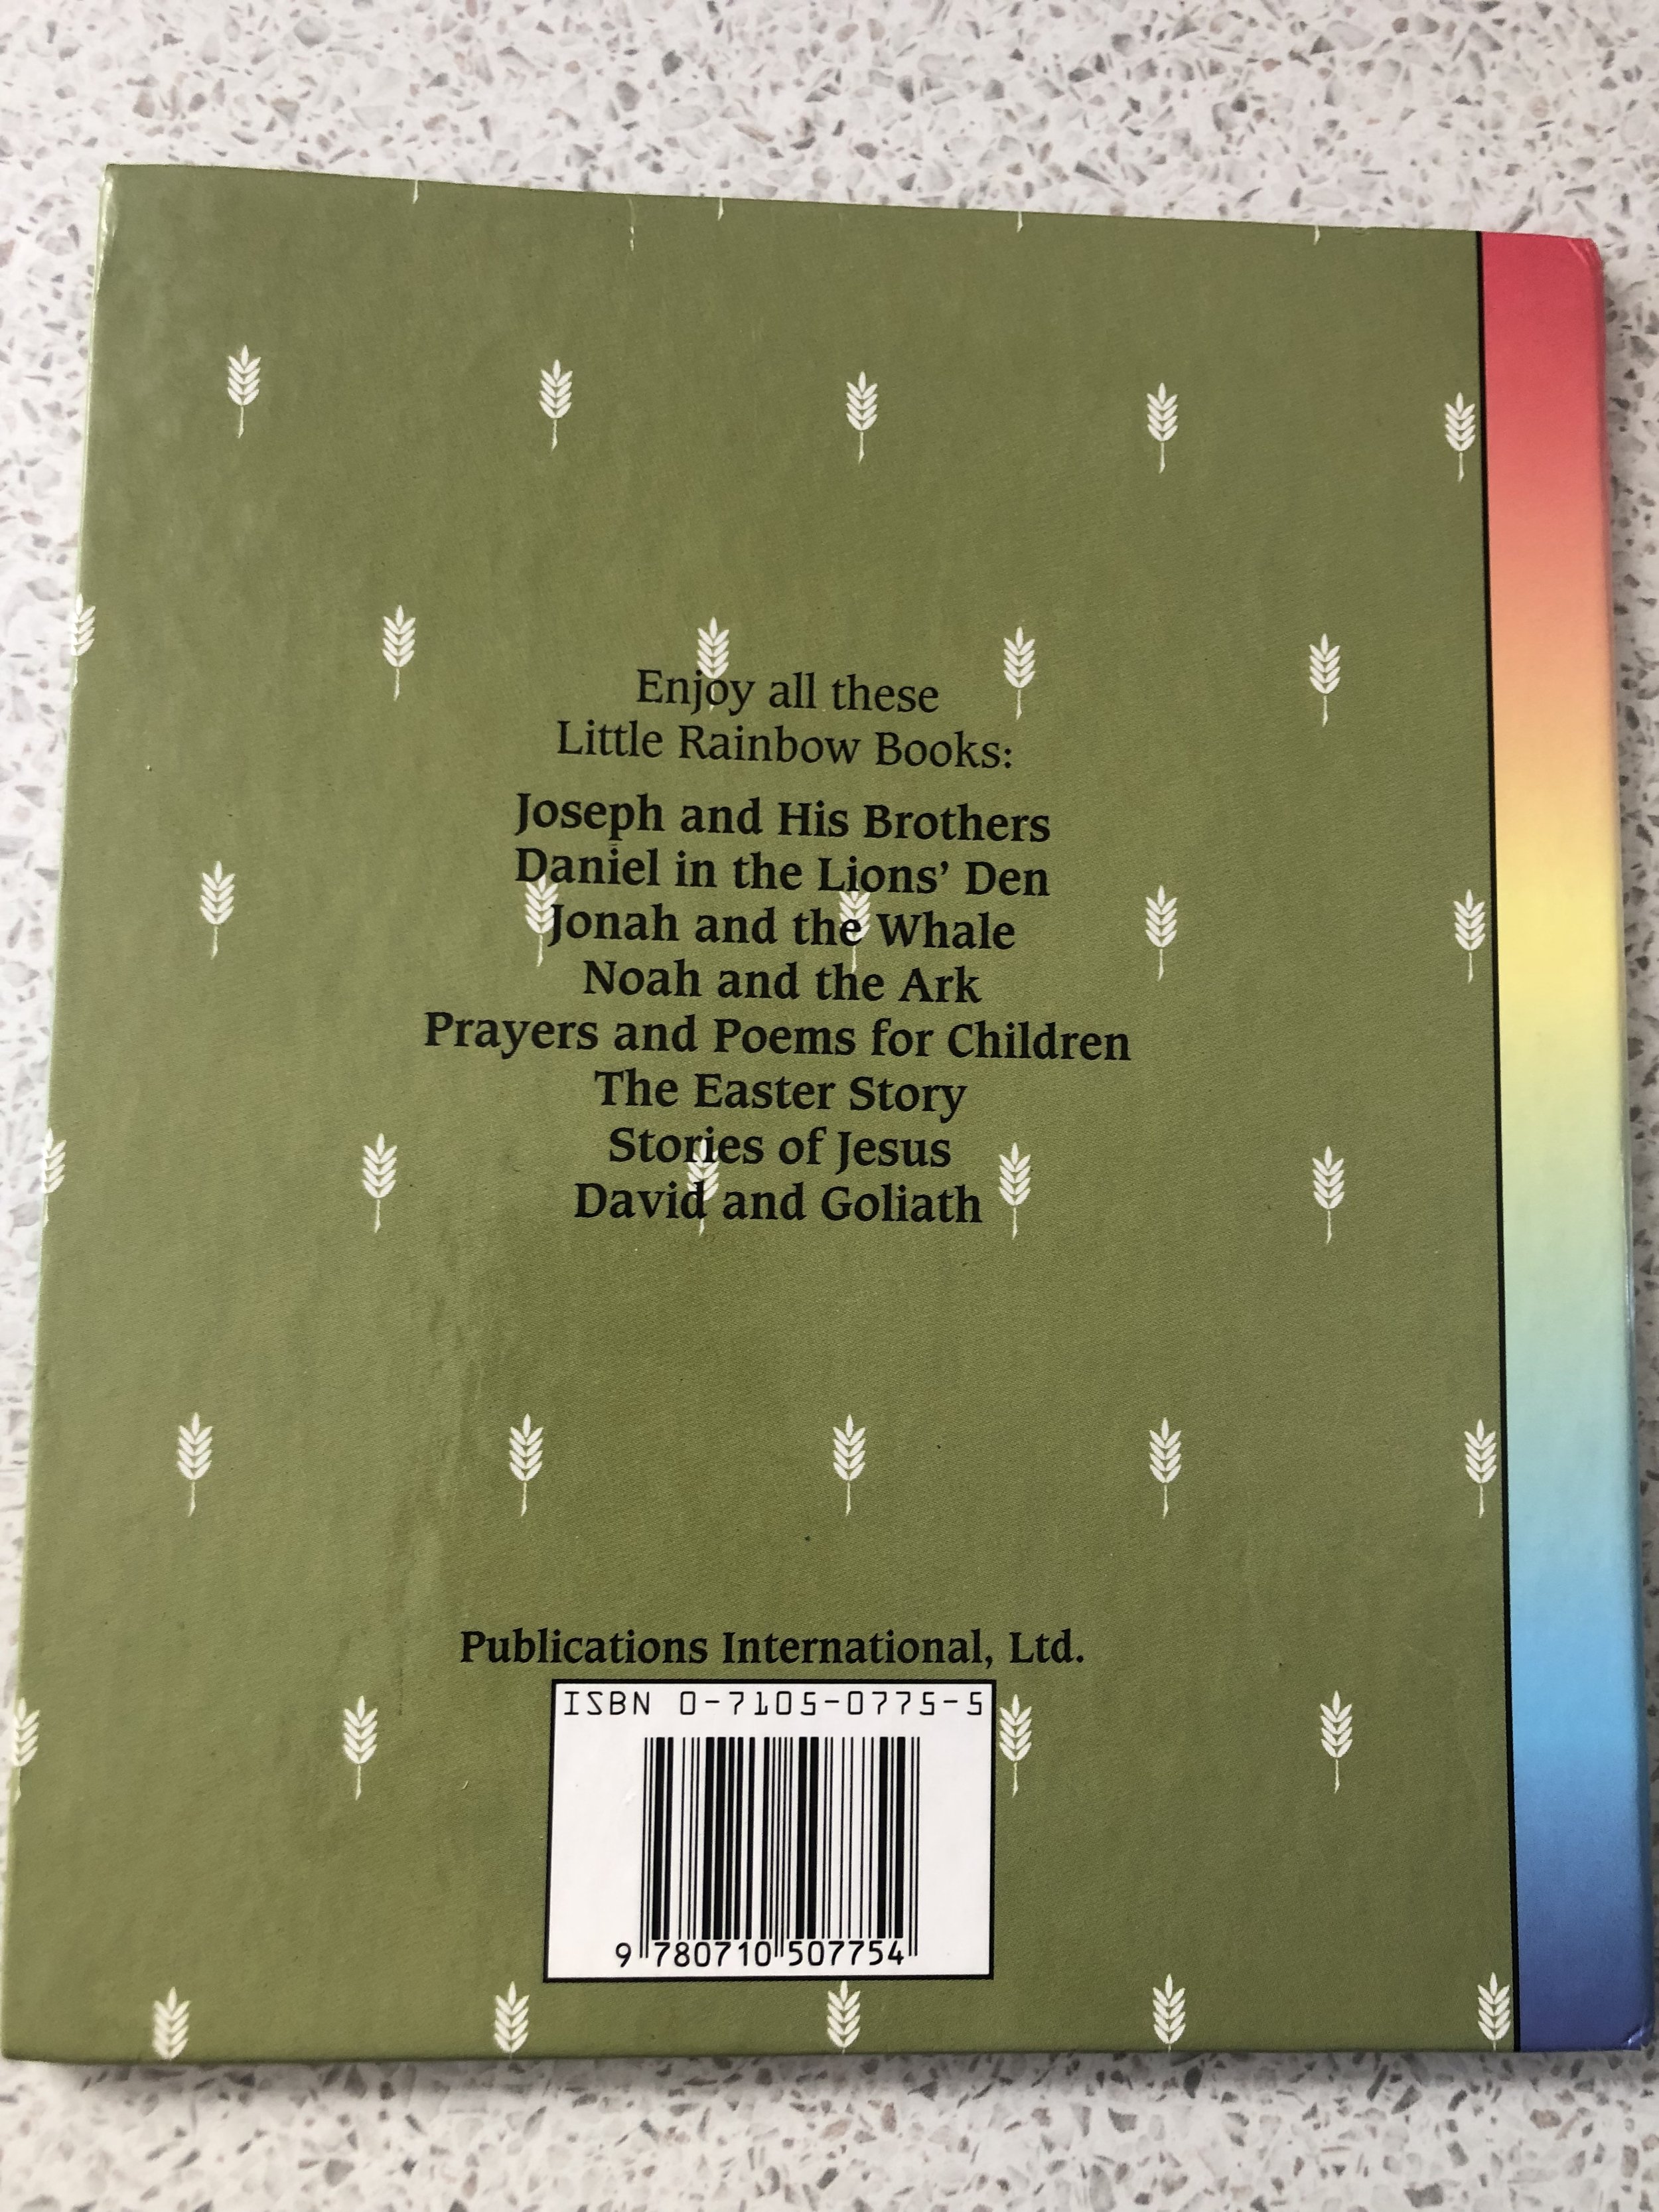 Enjoy all these
Little Rainbow Books:
Joseph and His Brothers
Daniel in the Lions’ Den
Jonah and the Whale
Noah and the Ark
Prayers and Poems for Children
The Easter Story
Stories of Jesus
David and Goliath
Publications International, Ltd.
ISBN 0-7105-0775-5
9 780710 507754